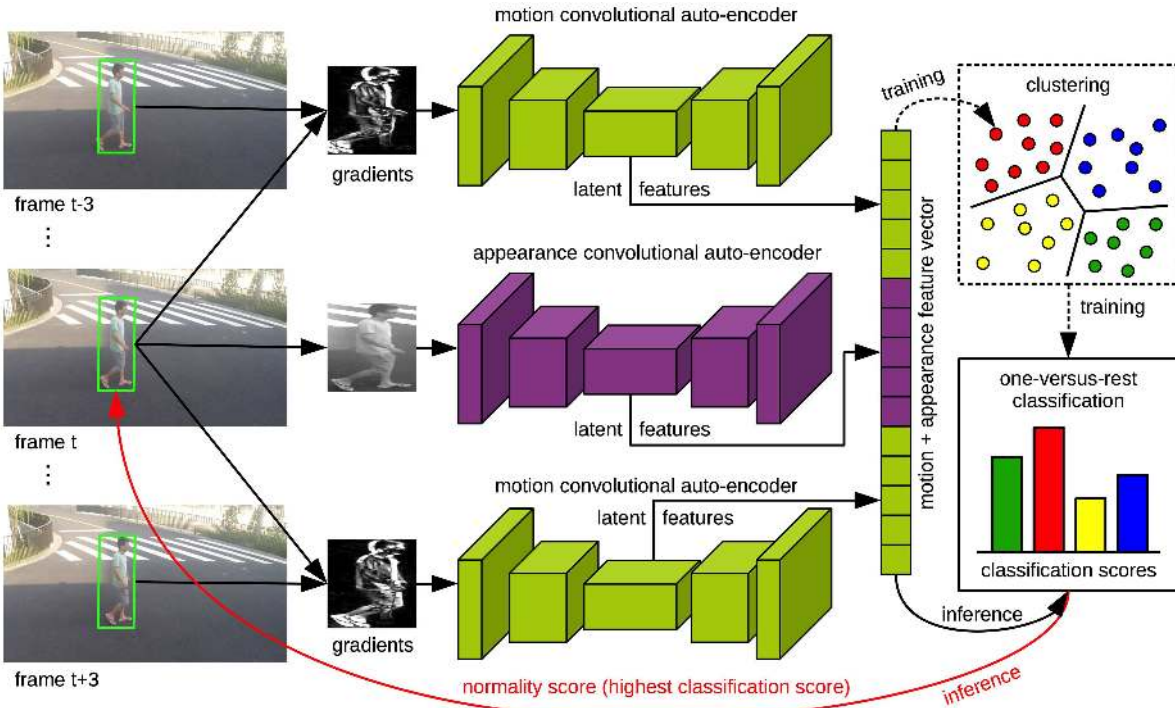 motion convolutional auto-encoder
training
clustering
gradients
latent features
frame t-3
appearance convolutional auto-encoder
motion + appearance feature vector
training
one-versus-rest
classification
latent features
frame t
motion convolutional auto-encoder
latent features
classification scores
inference
gradients
normality score (highest classification score)
inference
frame t+3